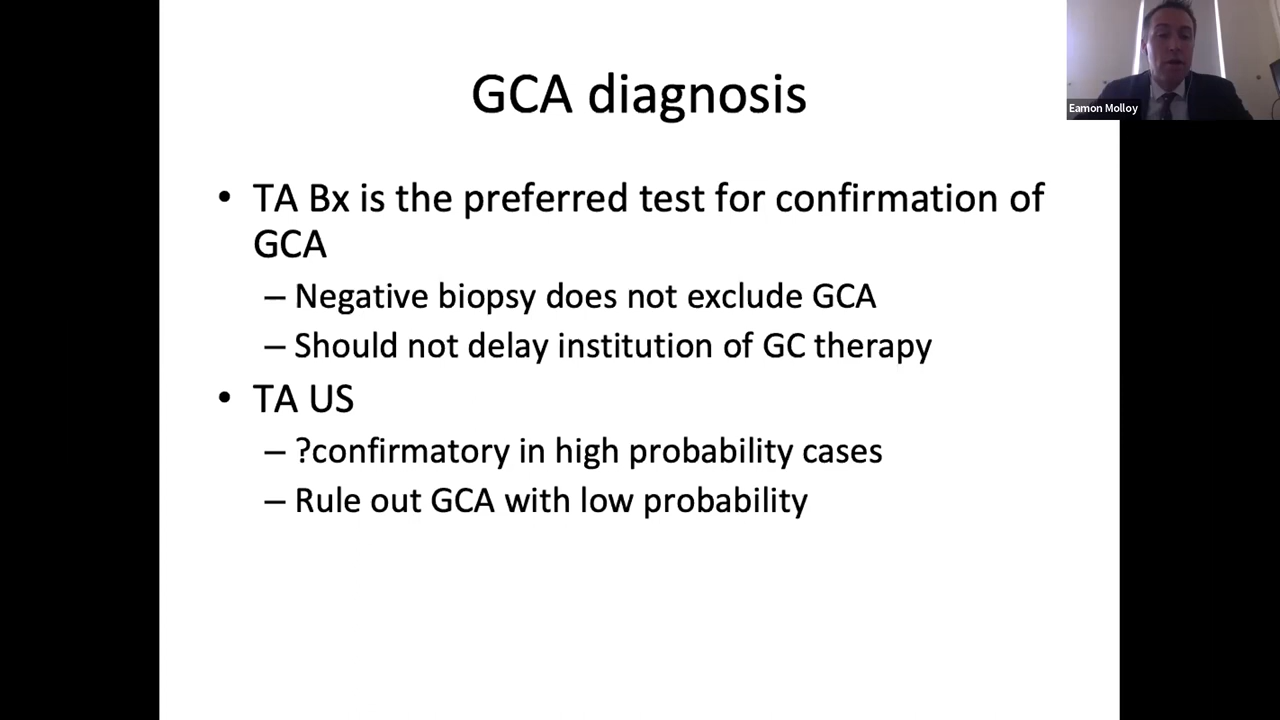 GCA diagnosis
Eamon Molloy
• TA Bx is the preferred test for confirmation of
GCA
– Negative biopsy does not exclude GCA
– Should not delay institution of GC therapy
• TA US
– ?confirmatory in high probability cases
– Rule out GCA with low probability